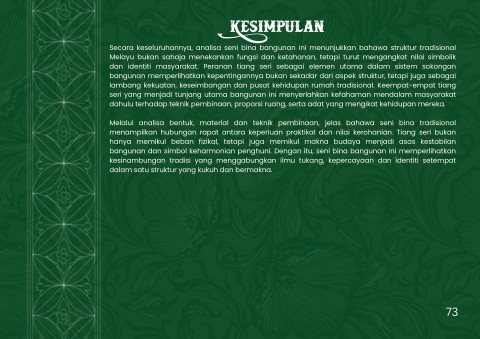 KESIMPULAN
Secara keseluruhannya, analisa seni bina bangunan ini menunjukkan bahawa struktur tradisional
Melayu bukan sahaja menekankan fungsi dan ketahanan, tetapi turut mengangkat nilai simbolik
dan identiti masyarakat. Peranan tiang seri sebagai elemen utama dalam sistem sokongan
bangunan memperlihatkan kepentingannya bukan sekadar dari aspek struktur, tetapi juga sebagai
lambang kekuatan, keseimbangan dan pusat kehidupan rumah tradisional. Keempat-empat tiang
seri yang menjadi tunjang utama bangunan ini menyerlahkan kefahaman mendalam masyarakat
dahulu terhadap teknik pembinaan, proporsi ruang, serta adat yang mengikat kehidupan mereka.
Melalui analisa bentuk, material dan teknik pembinaan, jelas bahawa seni bina tradisional
menampilkan hubungan rapat antara keperluan praktikal dan nilai kerohanian. Tiang seri bukan
hanya memikul beban fizikal, tetapi juga memikul makna budaya menjadi asas kestabilan
bangunan dan simbol keharmonian penghuni. Dengan itu, seni bina bangunan ini memperlihatkan
kesinambungan tradisi yang menggabungkan ilmu tukang, kepercayaan dan identiti setempat
dalam satu struktur yang kukuh dan bermakna.
73